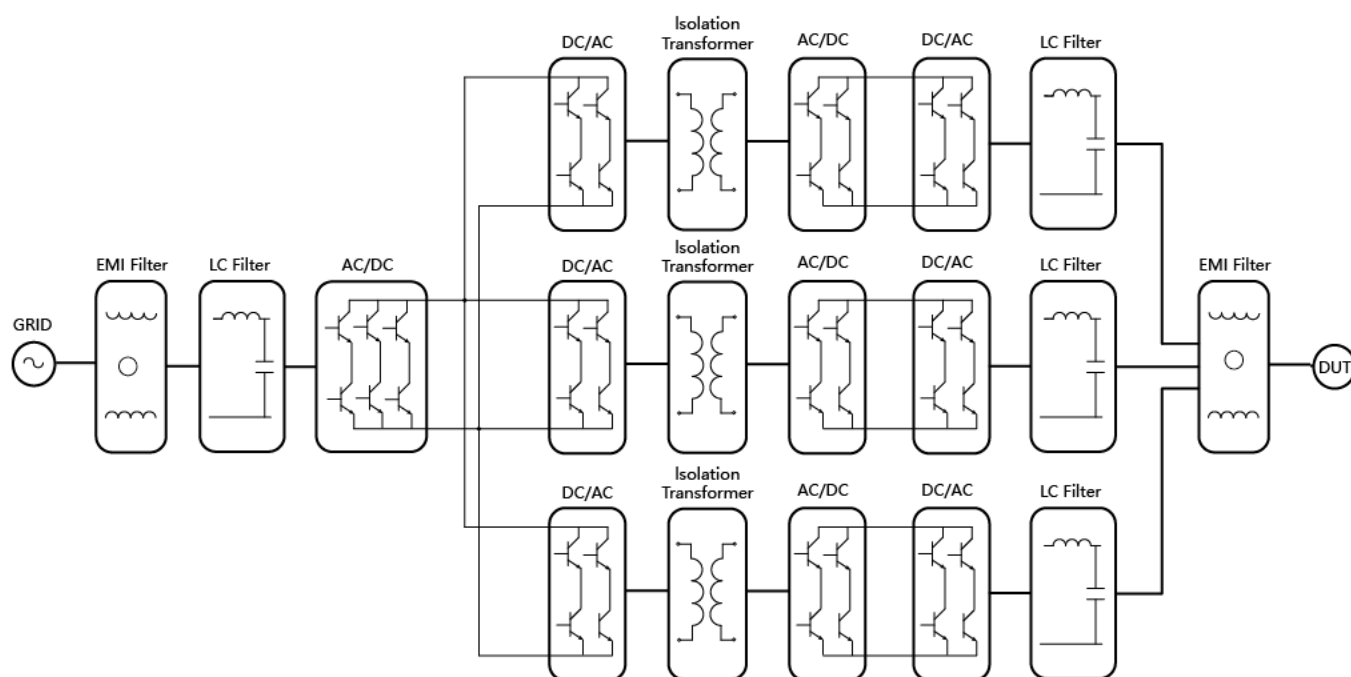 Isolation
Transformer
DC/AC
AC/DC
DC/AC
LC Filter
EMI Filter
LC Filter
AC/DC
DC/AC
Isolation
Transformer
AC/DC
DC/AC
LC Filter
EMI Filter
GRID
DUT
DC/AC
Isolation
Transformer
AC/DC
DC/AC
LC Filter